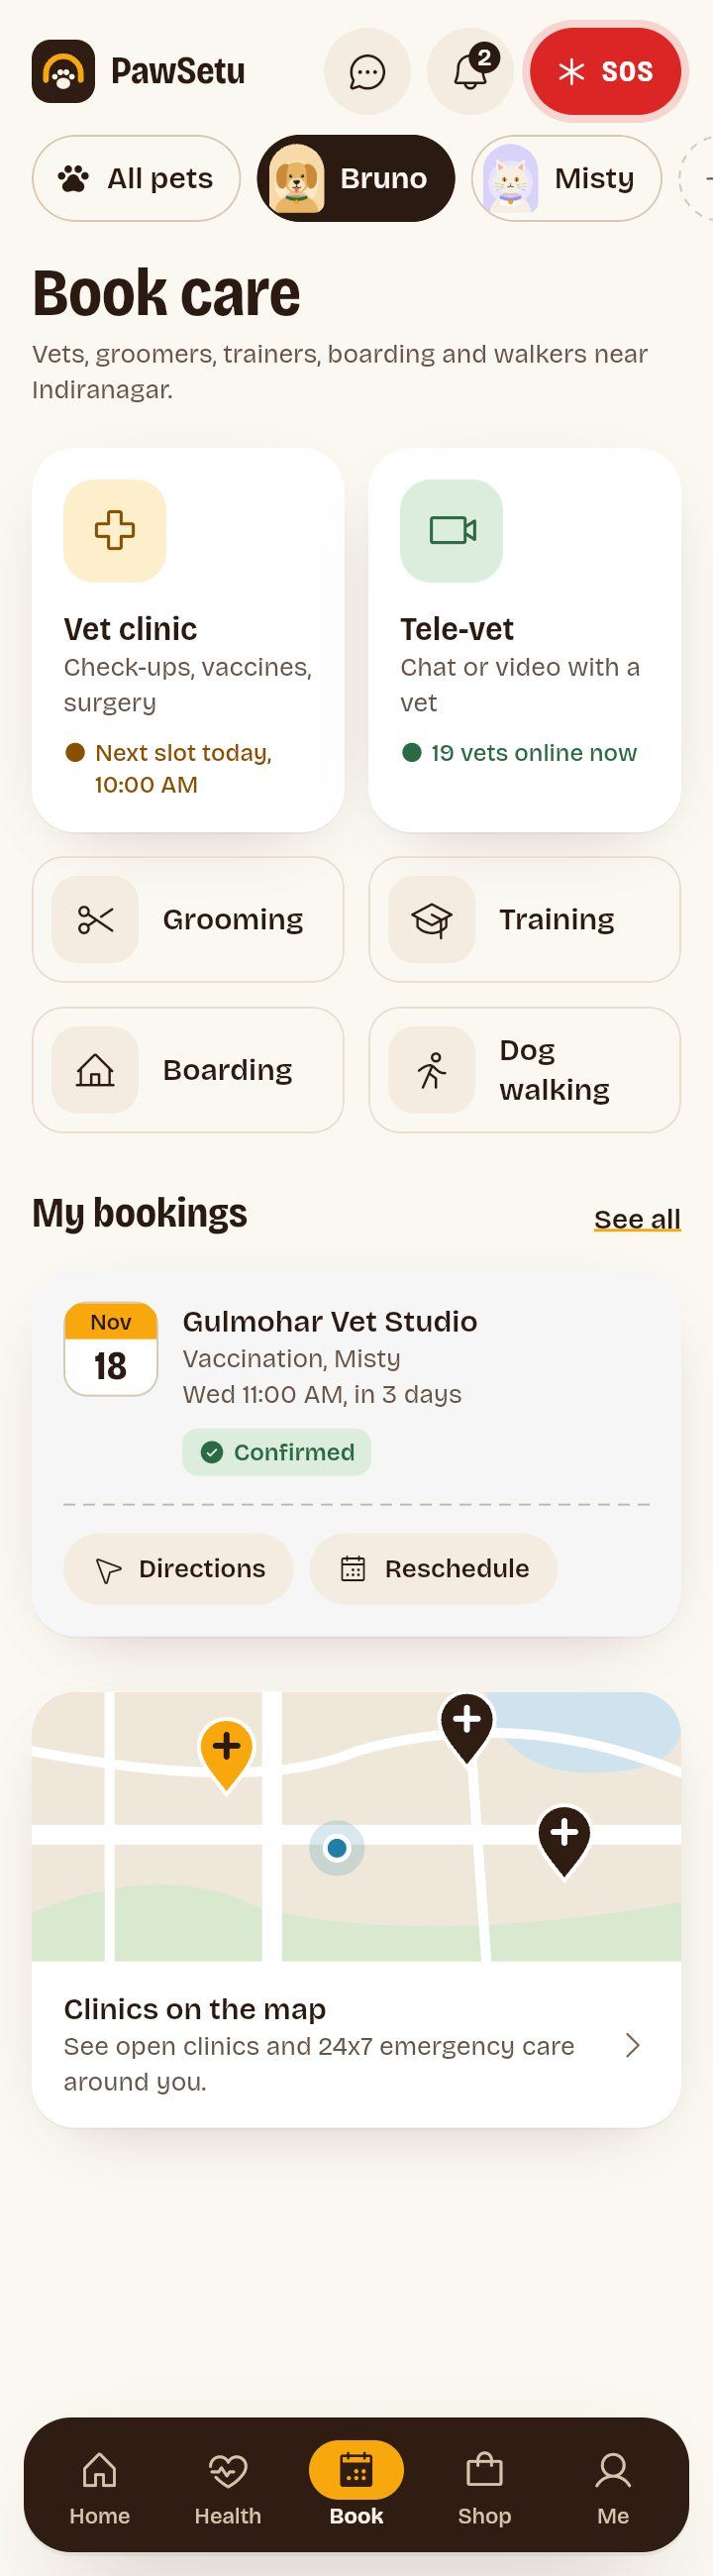 PawSetu
2
SOS
All pets
Bruno
Misty
Book care
Vets, groomers, trainers, boarding and walkers near
Indiranagar.
Vet clinic
Check-ups, vaccines,
surgery
Next slot today,
10:00 AM
Tele-vet
Chat or video with a
vet
19 vets online now
Grooming
Training
Boarding
Dog
walking
My bookings
See all
Nov
18
Gulmohar Vet Studio
Vaccination, Misty
Wed 11:00 AM, in 3 days
Confirmed
Directions
Reschedule
Clinics on the map
See open clinics and 24x7 emergency care
around you.
Home
Health
Book
Shop
Me